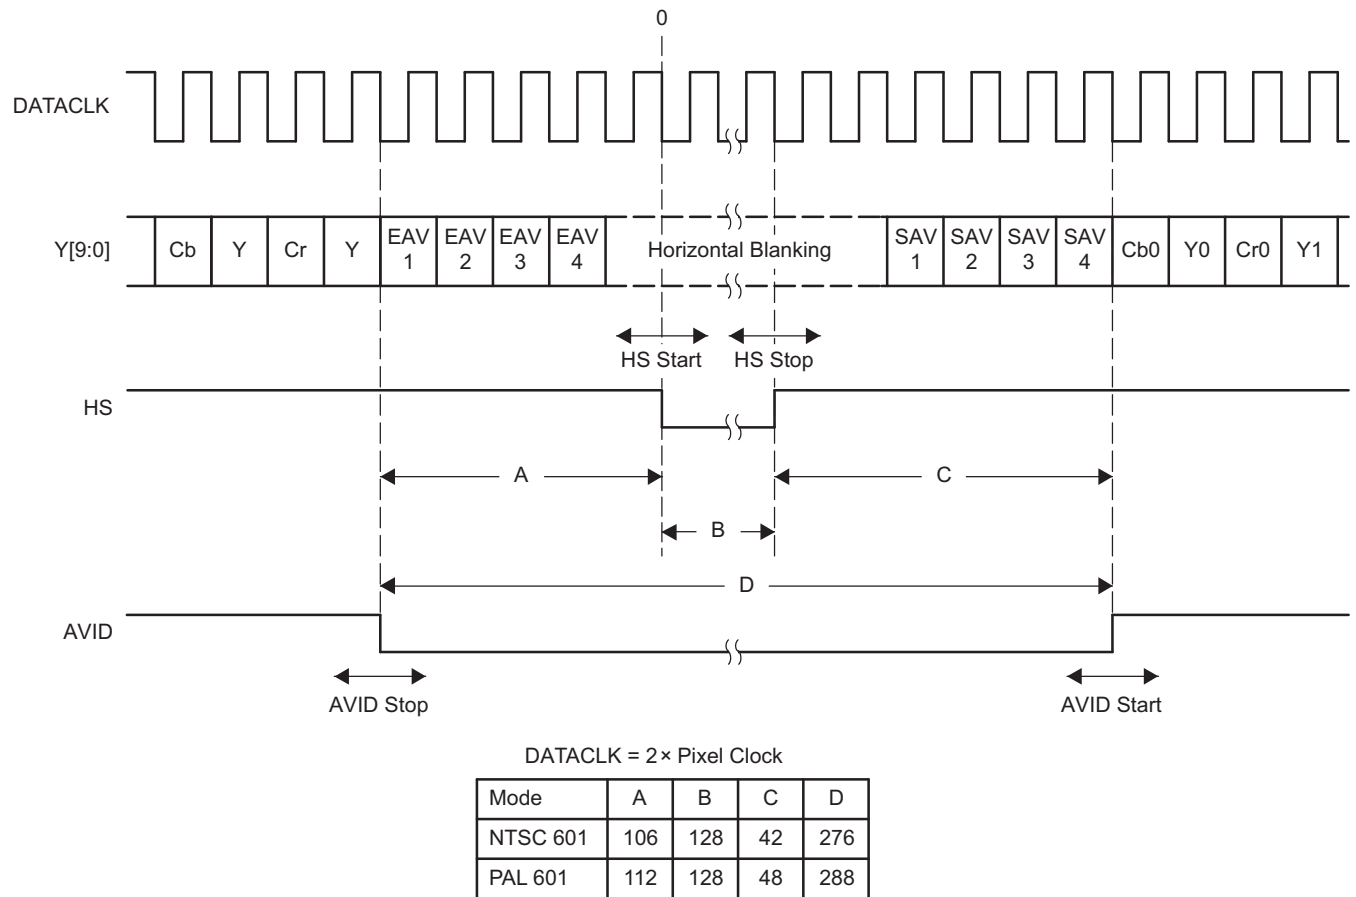 0
DATACLK
Y[9:0]
Cb
Y
Cr
Y
EAV
1
EAV
2
EAV
3
EAV
4
Horizontal Blanking
SAV
1
SAV
2
SAV
3
SAV
4
Cb0
Y0
Cr0
Y1
HS Start
HS Stop
HS
A
C
B
D
AVID
AVID Stop
AVID Start
DATACLK = 2× Pixel Clock
Mode A B C D
NTSC 601 106 128 42 276
PAL 601 112 128 48 288